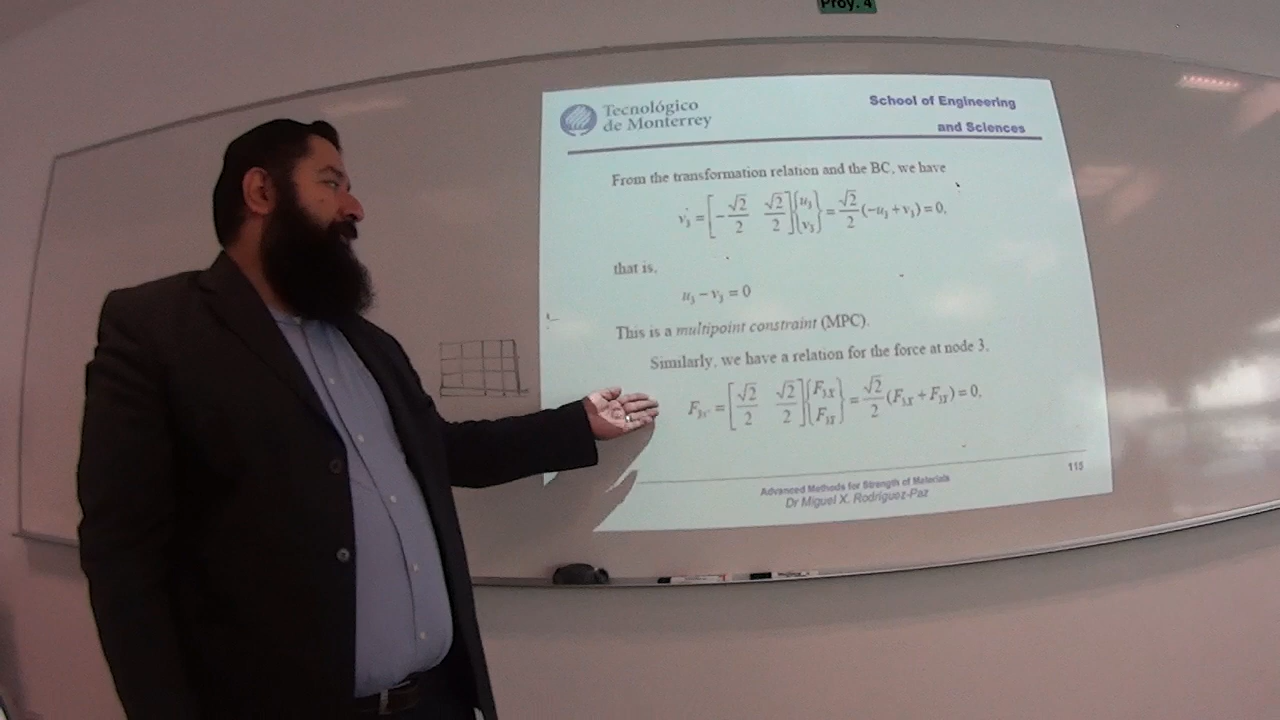 Proy. 4
Tecnológico
de Monterrey
School of Engineering
and Sciences
From the transformation relation and the BC, we have
v₃' = [−√2/2 √2/2]{u₃ v₃} = √2/2(−u₃ + v₃) = 0,
that is,
u₃ − v₃ = 0
This is a multipoint constraint (MPC).
Similarly, we have a relation for the force at node 3,
F₃ₓ' = [√2/2 √2/2]{F₃X F₃Y} = √2/2(F₃X + F₃Y) = 0,
Advanced Methods for Strength of Materials
Dr Miguel X. Rodríguez-Paz
115